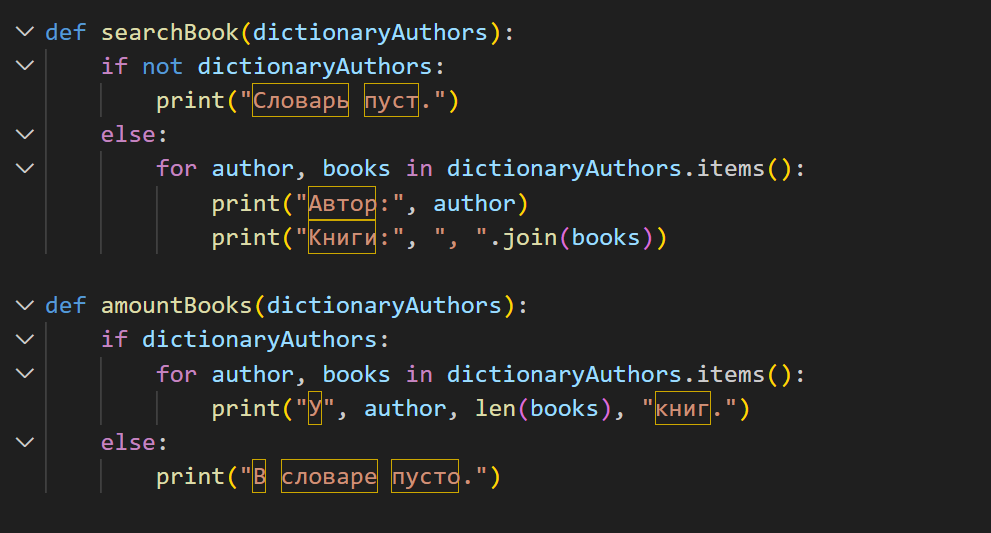 def searchBook(dictionaryAuthors):
    if not dictionaryAuthors:
        print("Словарь пуст.")
    else:
        for author, books in dictionaryAuthors.items():
            print("Автор:", author)
            print("Книги:", ", ".join(books))
def amountBooks(dictionaryAuthors):
    if dictionaryAuthors:
        for author, books in dictionaryAuthors.items():
            print("У", author, len(books), "книг.")
    else:
        print("В словаре пусто.")